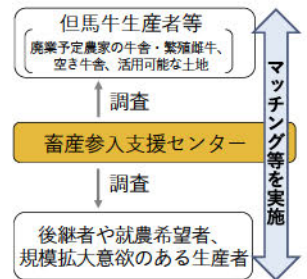 但馬牛生産者等
廃業予定農家の牛舎・繁殖雌牛、
空き牛舎、活用可能な土地
調査
畜産参入支援センター
調査
後継者や就農希望者、
規模拡大意欲のある生産者
マッチング等を実施